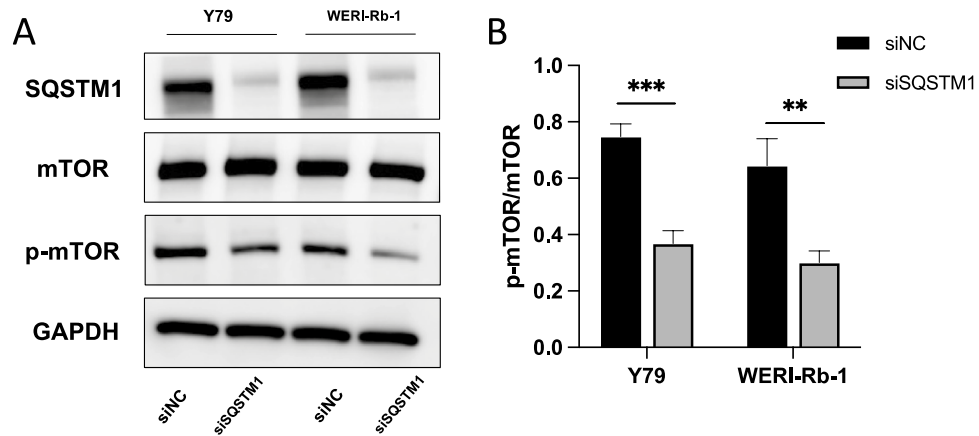 A
Y79
WERI-Rb-1
SQSTM1
mTOR
p-mTOR
GAPDH
siNC
siSQSTM1
siNC
siSQSTM1
B
siNC
siSQSTM1
p-mTOR/mTOR
1.0
0.8
0.6
0.4
0.2
0.0
***
**
Y79
WERI-Rb-1